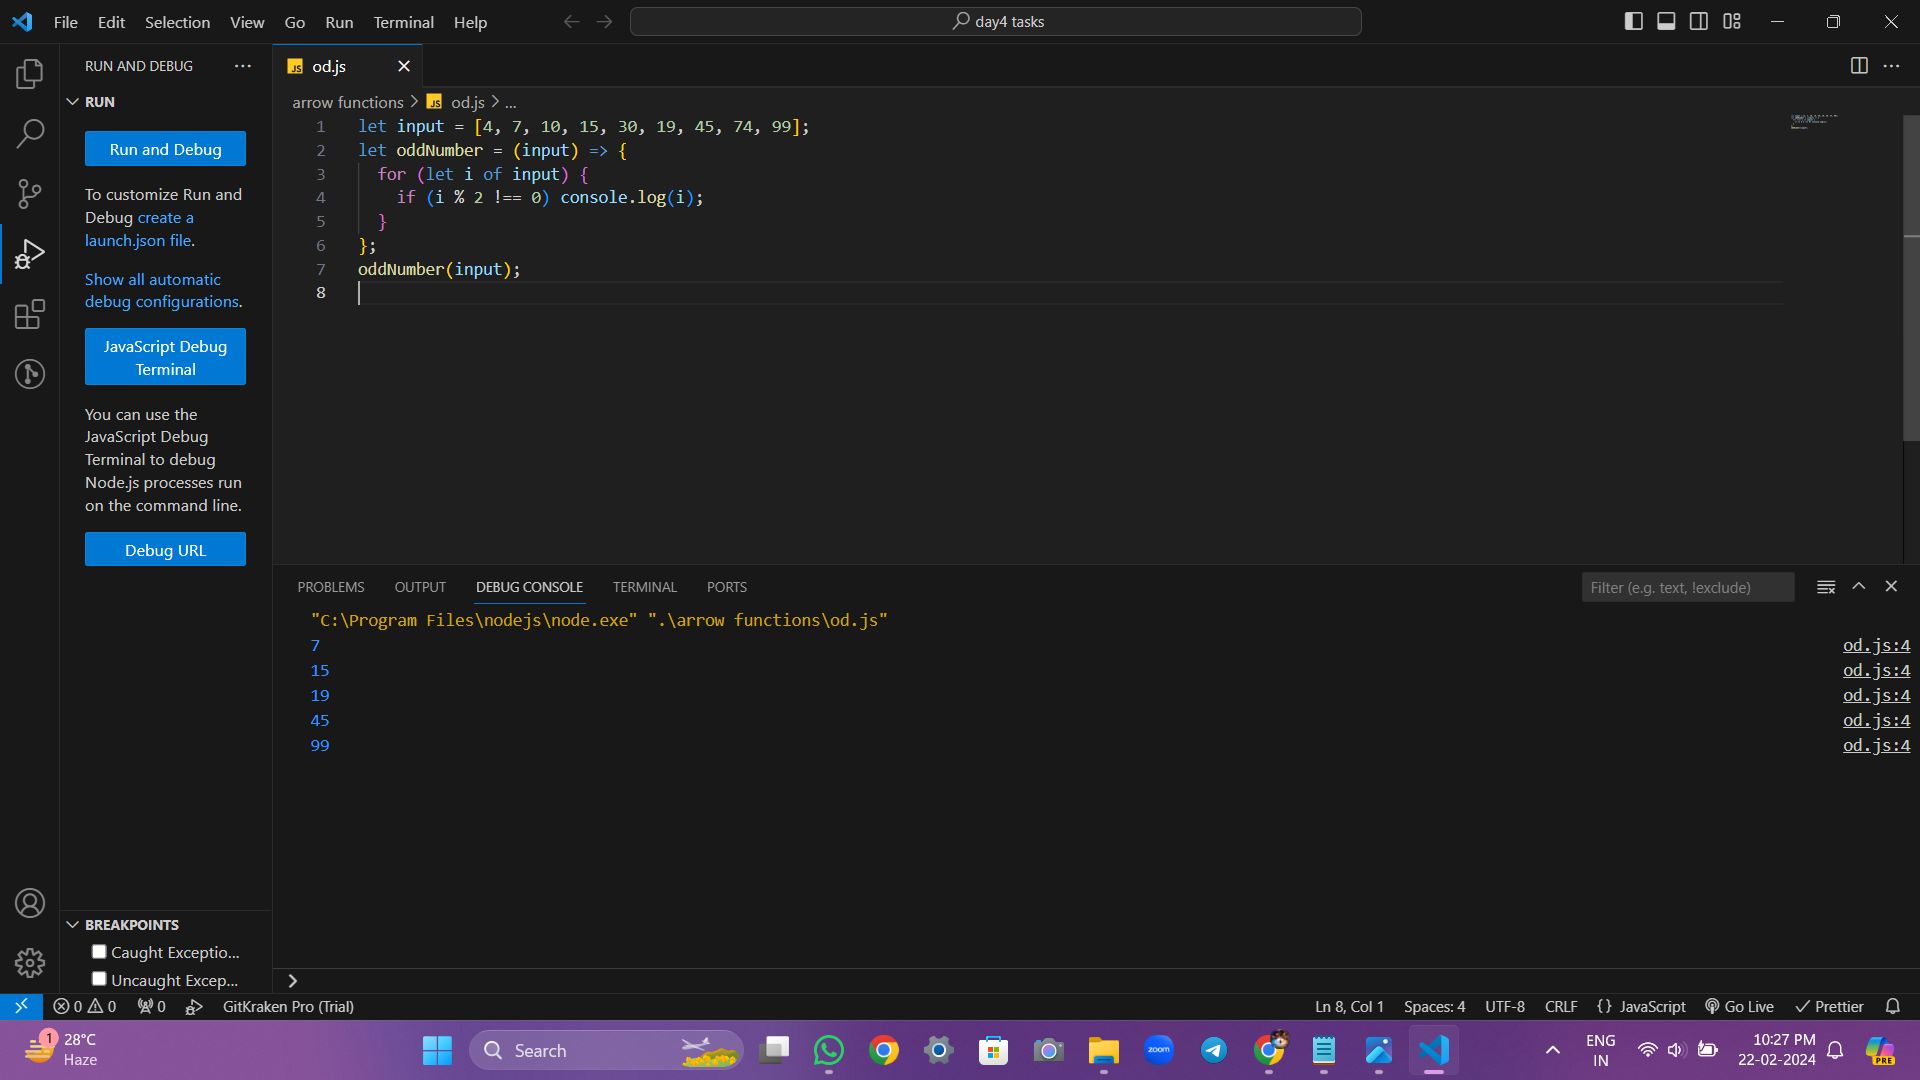 File Edit Selection View Go Run Terminal Help
day4 tasks
RUN AND DEBUG
RUN
Run and Debug
To customize Run and
Debug create a
launch.json file.
Show all automatic
debug configurations.
JavaScript Debug
Terminal
You can use the
JavaScript Debug
Terminal to debug
Node.js processes run
on the command line.
Debug URL
BREAKPOINTS
Caught Exceptio...
Uncaught Excep...
JS od.js
arrow functions > JS od.js > ...
1 let input = [4, 7, 10, 15, 30, 19, 45, 74, 99];
2 let oddNumber = (input) => {
3 for (let i of input) {
4 if (i % 2 !== 0) console.log(i);
5 }
6 };
7 oddNumber(input);
8
PROBLEMS OUTPUT DEBUG CONSOLE TERMINAL PORTS
Filter (e.g. text, !exclude)
"C:\Program Files\nodejs\node.exe" ".\arrow functions\od.js"
7 od.js:4
15 od.js:4
19 od.js:4
45 od.js:4
99 od.js:4
>
0 0 0 GitKraken Pro (Trial) Ln 8, Col 1 Spaces: 4 UTF-8 CRLF {} JavaScript Go Live Prettier
1 28°C
Haze
Search
zoom
ENG
IN
10:27 PM
22-02-2024
PRE